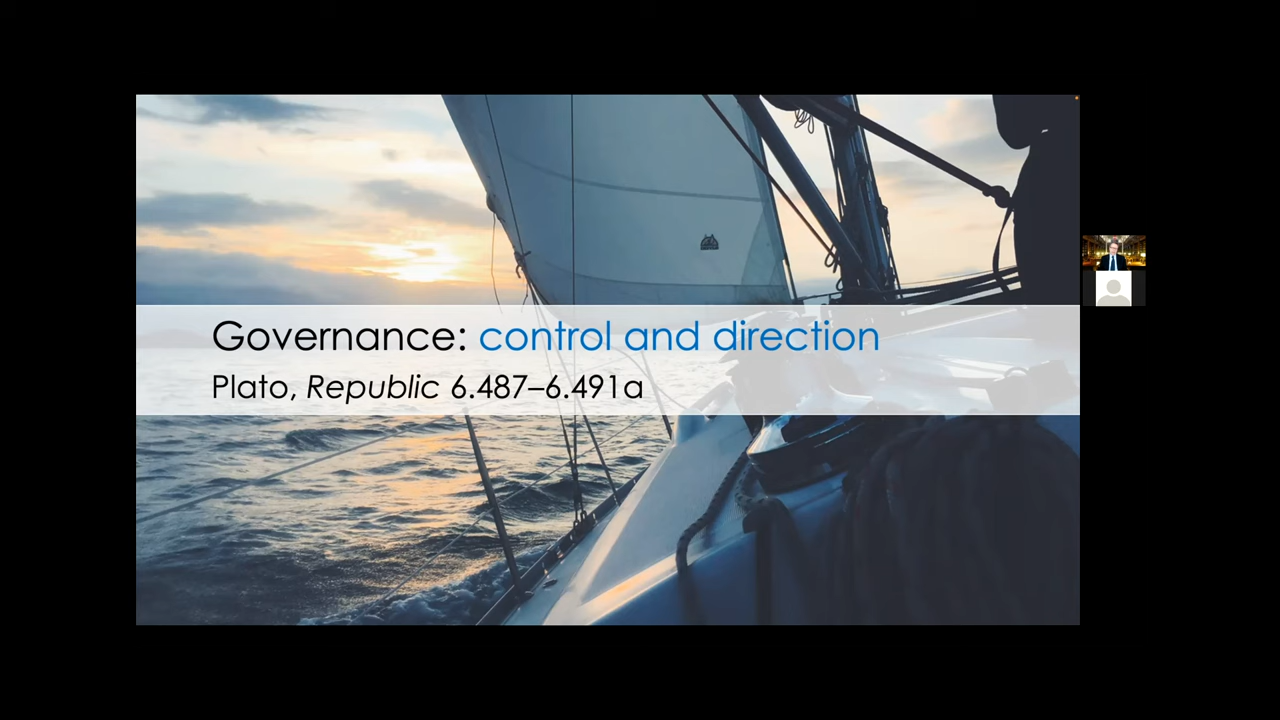 Governance: control and direction
Plato, Republic 6.487–6.491a